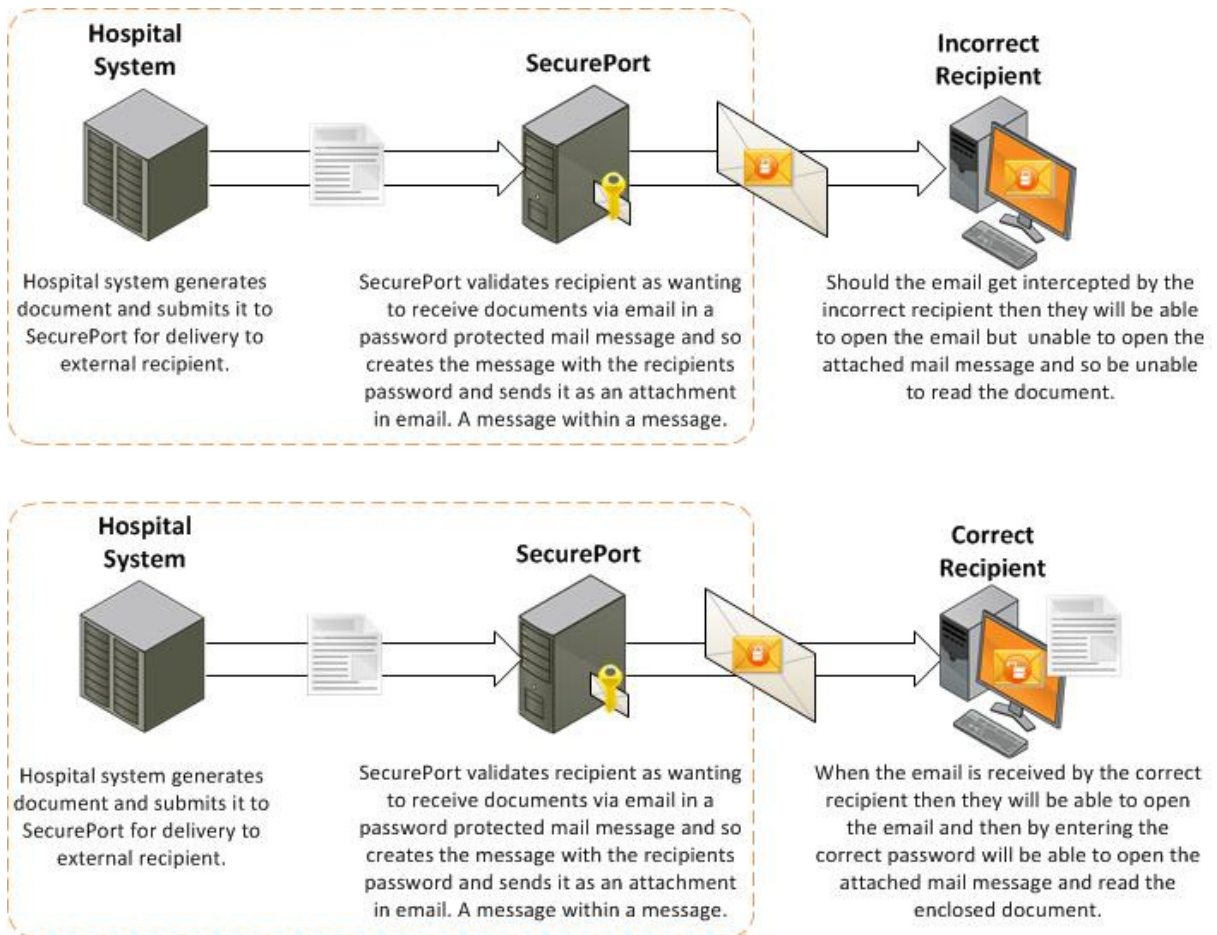 Hospital
System
SecurePort
Incorrect
Recipient
Hospital system generates
document and submits it to
SecurePort for delivery to
external recipient.
SecurePort validates recipient as wanting
to receive documents via email in a
password protected mail message and so
creates the message with the recipients
password and sends it as an attachment
in email. A message within a message.
Should the email get intercepted by the
incorrect recipient then they will be able
to open the email but unable to open the
attached mail message and so be unable
to read the document.
Hospital
System
SecurePort
Correct
Recipient
Hospital system generates
document and submits it to
SecurePort for delivery to
external recipient.
SecurePort validates recipient as wanting
to receive documents via email in a
password protected mail message and so
creates the message with the recipients
password and sends it as an attachment
in email. A message within a message.
When the email is received by the correct
recipient then they will be able to open
the email and then by entering the
correct password will be able to open the
attached mail message and read the
enclosed document.